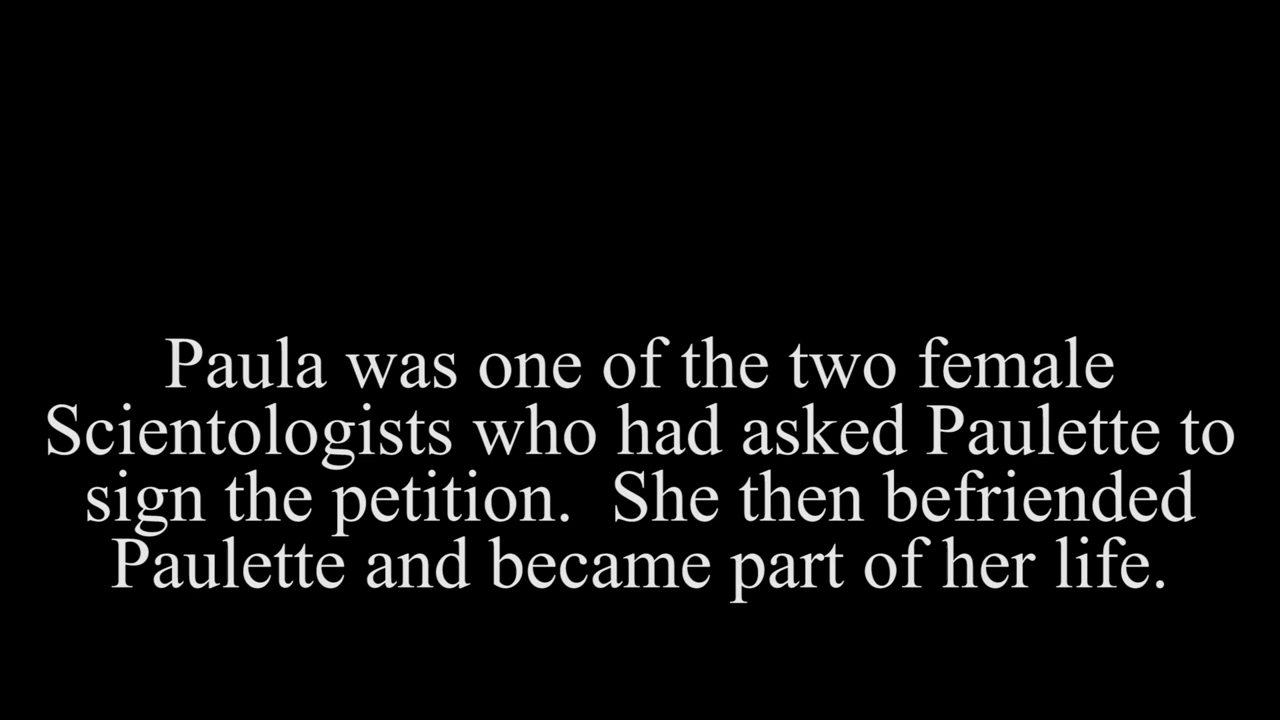 Paula was one of the two female
Scientologists who had asked Paulette to
sign the petition.  She then befriended
Paulette and became part of her life.